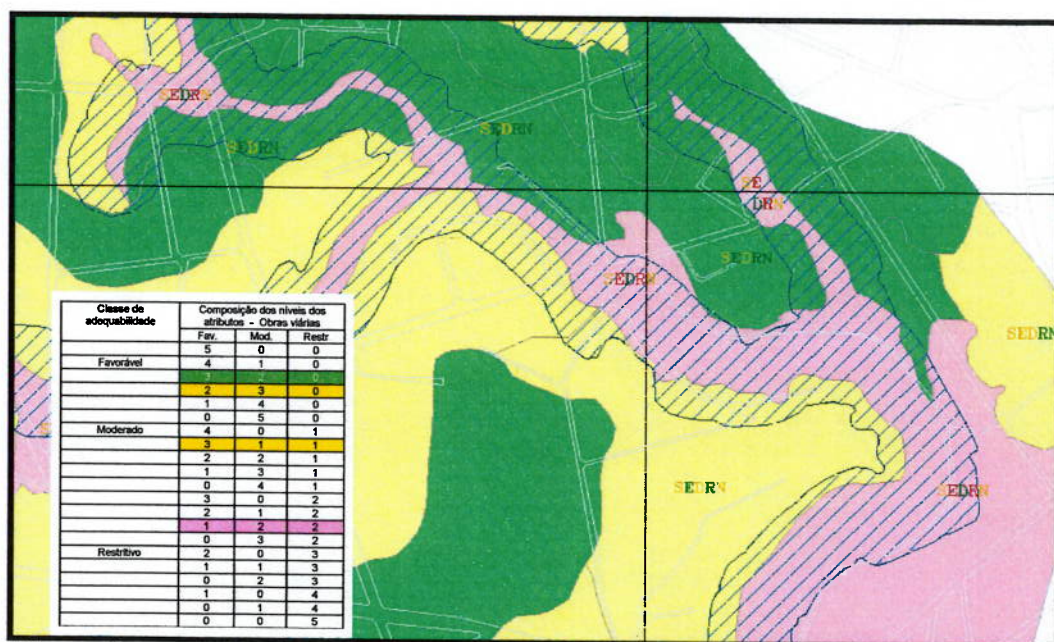 SEDRN
SEDRN
SEDRN
SE
DRN
SEDRN
SEDRN
SEDRN
SEDRN
SEDRN
Classe de
adoquabilidade
Composição dos níveis dos
atributos - Obras viárias
Fav. Mod. Restr
5 0 0
Favorável 4 1 0
2 3 0
1 4 0
0 5 0
Moderado 4 0 1
3 1 1
2 2 1
1 3 1
0 4 1
3 0 2
2 1 2
1 2 2
0 3 2
Restritivo 2 0 3
1 1 3
0 2 3
1 0 4
0 1 4
0 0 5